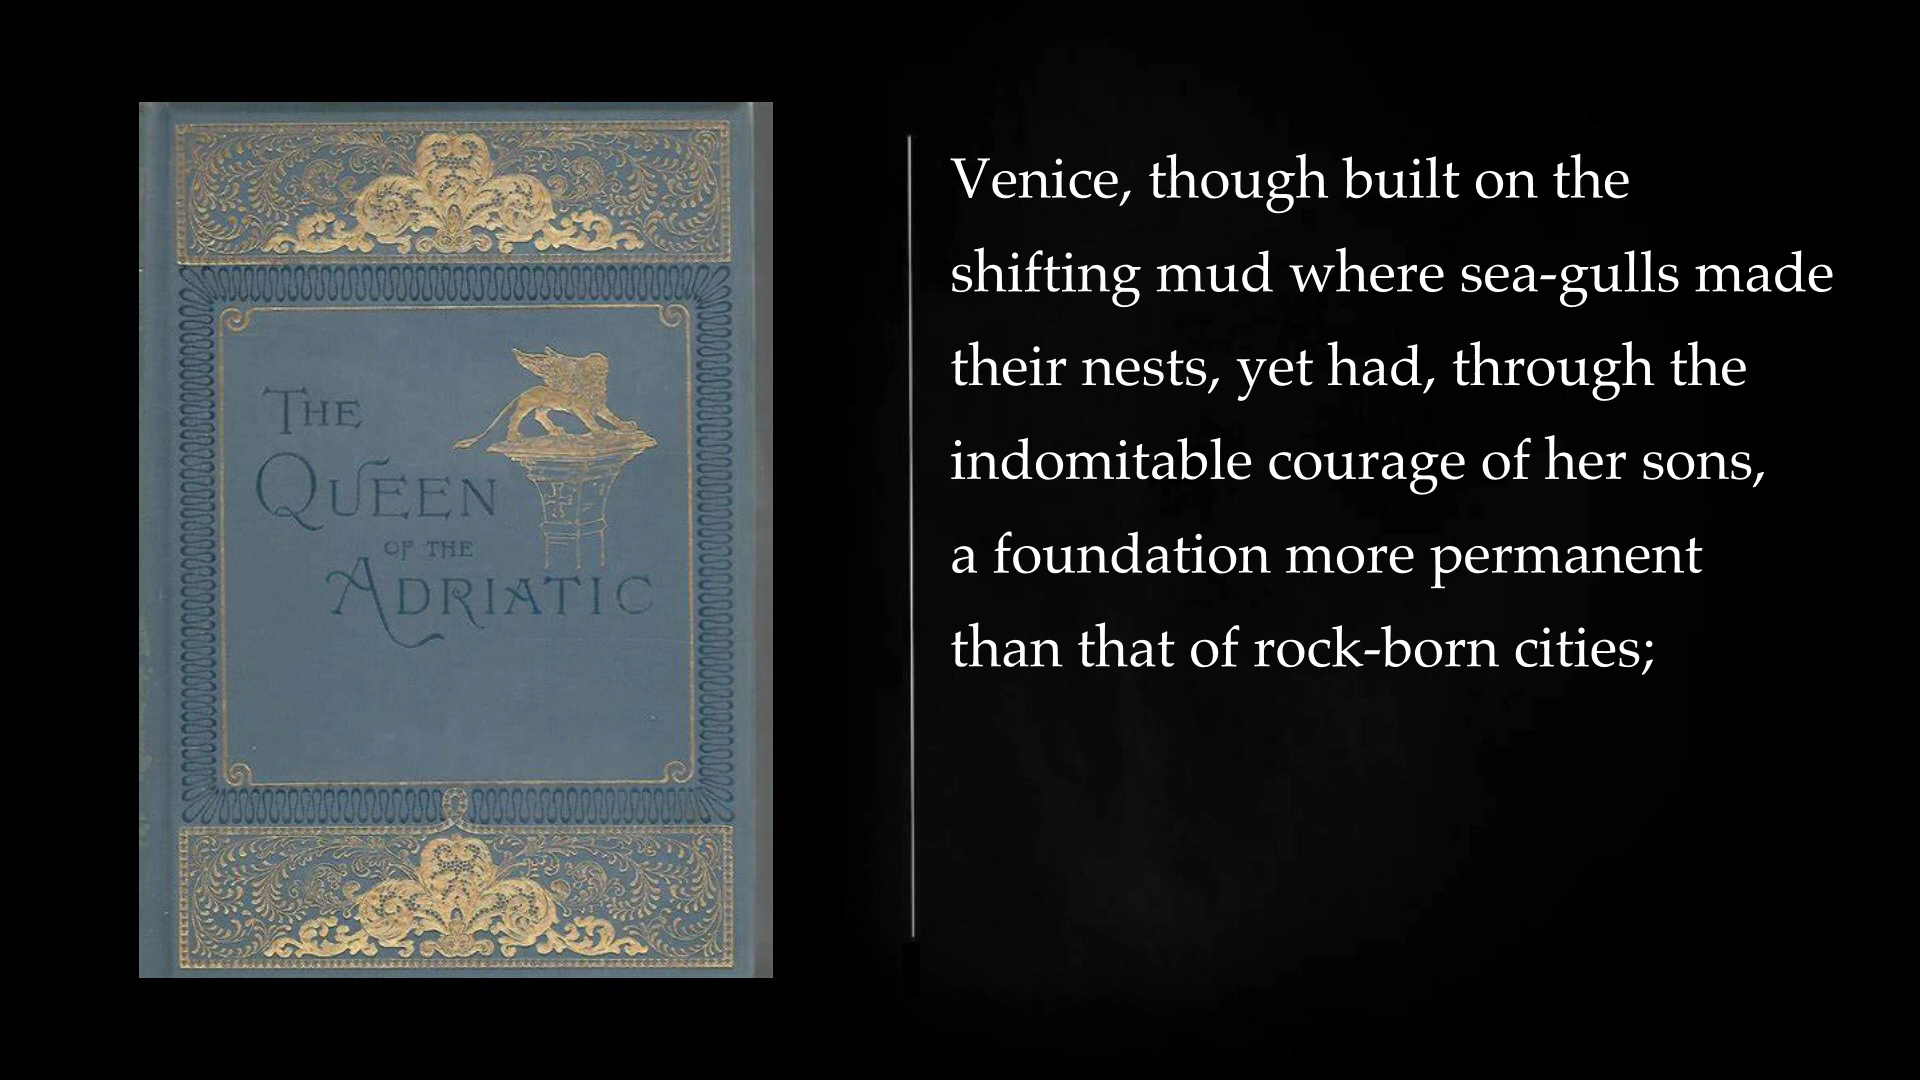 THE
QUEEN
OF THE
ADRIATIC
Venice, though built on the
shifting mud where sea-gulls made
their nests, yet had, through the
indomitable courage of her sons,
a foundation more permanent
than that of rock-born cities;